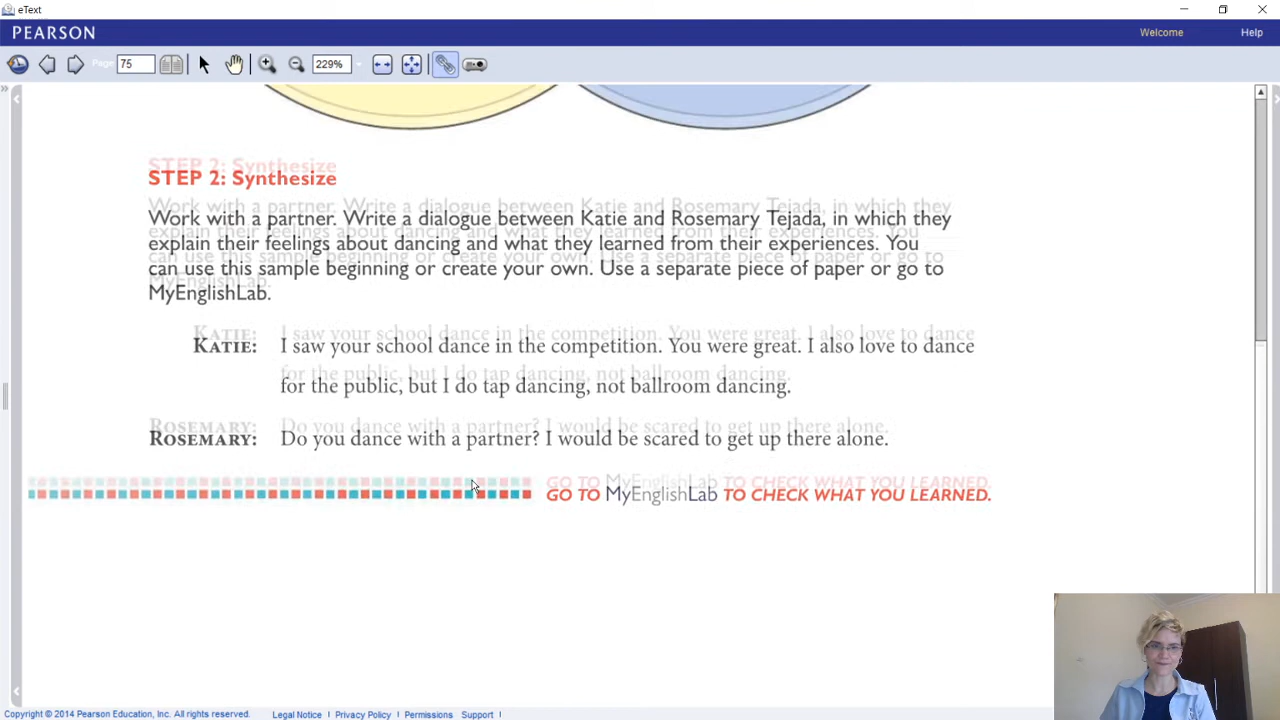 eText
PEARSON
Welcome
Help
Page: 75
229%
STEP 2: Synthesize
Work with a partner. Write a dialogue between Katie and Rosemary Tejada, in which they
explain their feelings about dancing and what they learned from their experiences. You
can use this sample beginning or create your own. Use a separate piece of paper or go to
MyEnglishLab.
KATIE: I saw your school dance in the competition. You were great. I also love to dance
for the public, but I do tap dancing, not ballroom dancing.
ROSEMARY: Do you dance with a partner? I would be scared to get up there alone.
GO TO MyEnglishLab TO CHECK WHAT YOU LEARNED.
Copyright © 2014 Pearson Education, Inc. All rights reserved. Legal Notice | Privacy Policy | Permissions Support |